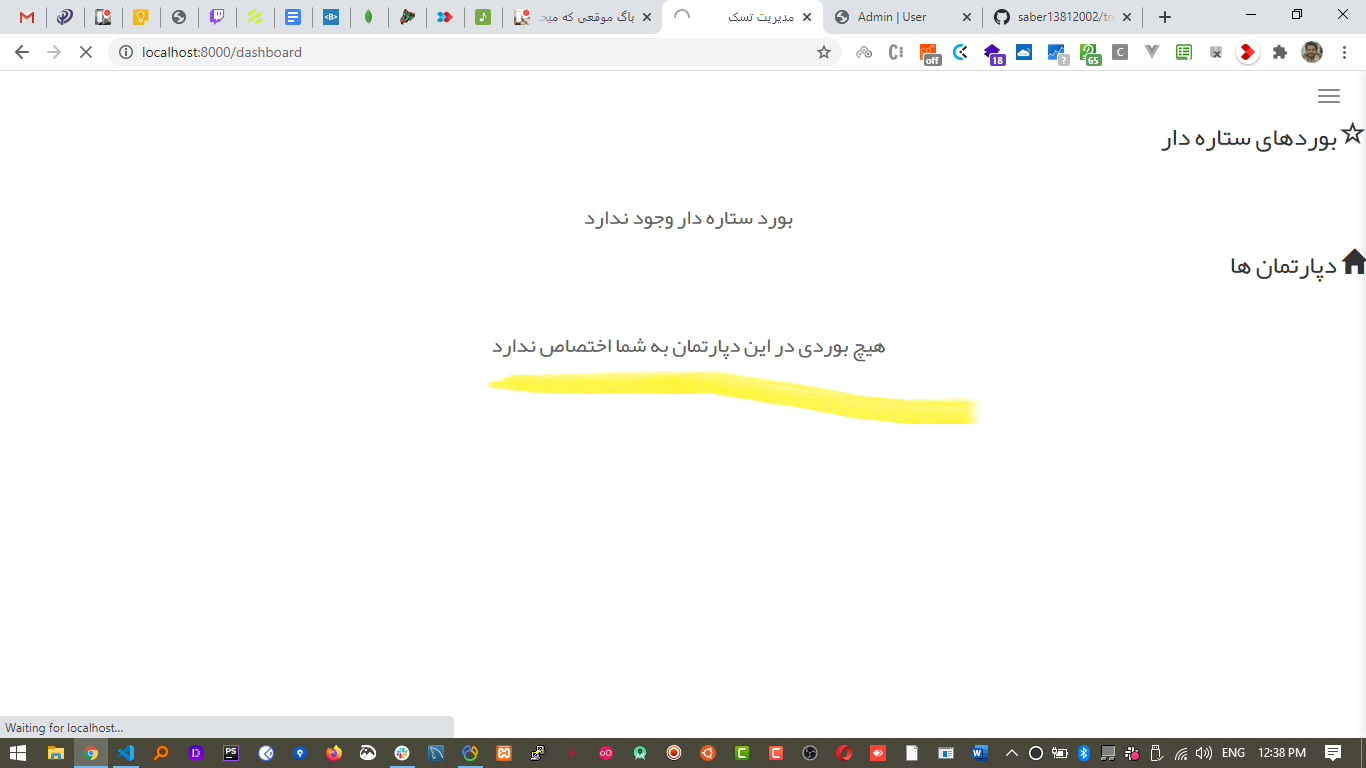 باگ موقعی که میخ
مدیریت تسک
Admin | User
saber13812002/tr
localhost:8000/dashboard
off
18
?
65
بوردهای ستاره دار
بورد ستاره دار وجود ندارد
دپارتمان ها
هیچ بوردی در این دپارتمان به شما اختصاص ندارد
Waiting for localhost...
ENG
12:38 PM